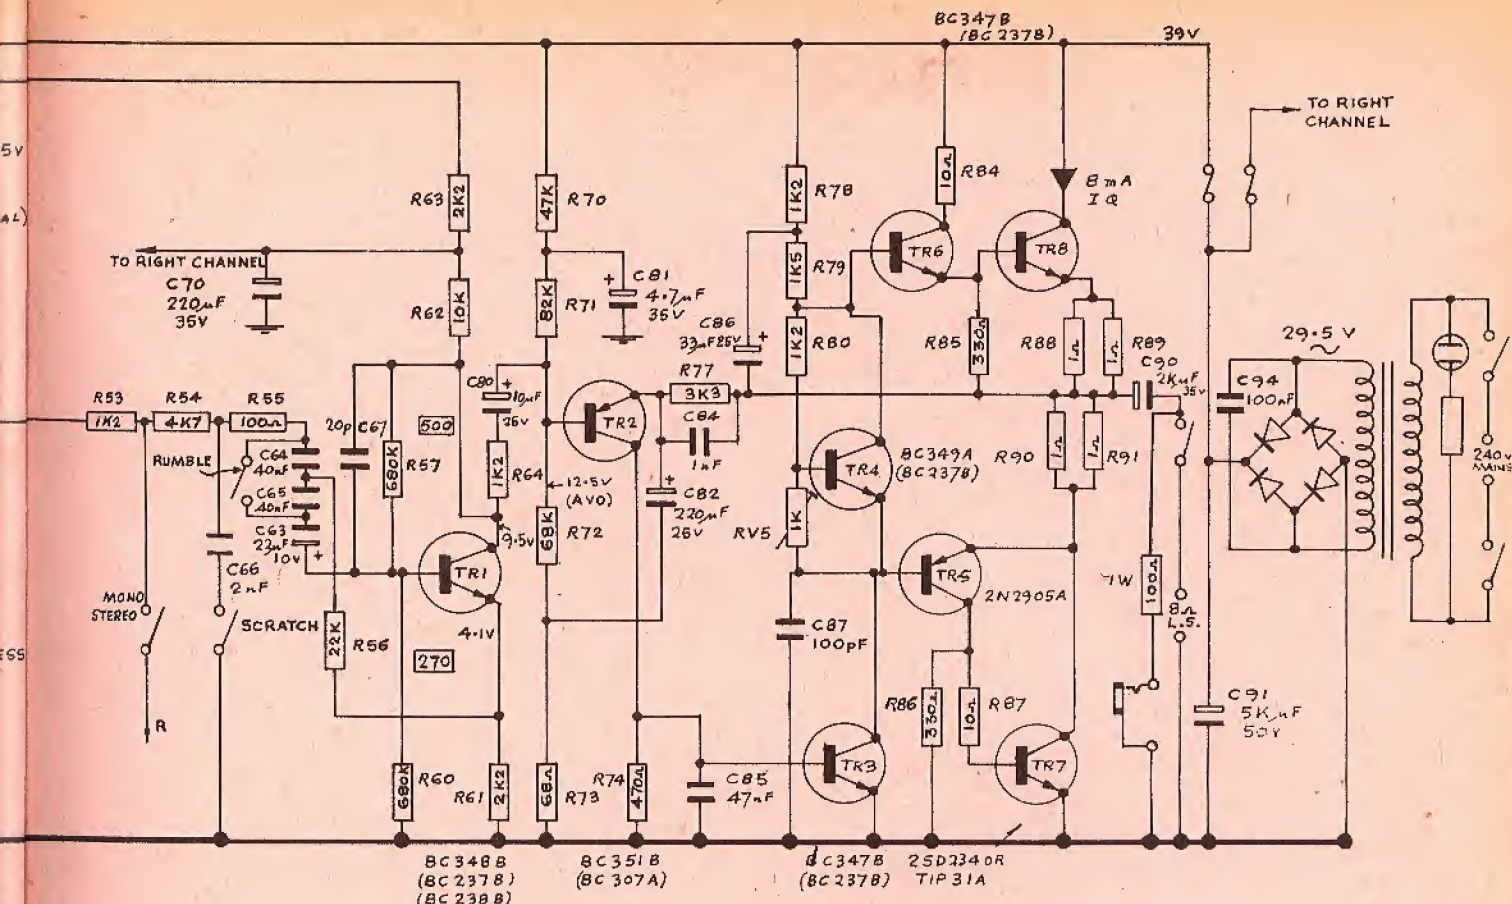 BC347B
(BC237B)
39V
TO RIGHT
CHANNEL
5V
AL)
R63
2K2
47K
R70
1K2
R78
10Ω
R84
8mA
IQ
TR6
TR8
TO RIGHT CHANNEL
C70
220µF
35V
R62
10K
82K
R71
+
C81
4.7µF
35V
1K5
R79
C86
33µF25V
+
1K2
R80
R85
330Ω
R88
1Ω
1Ω
R89
C90
2KµF
35V
29.5 V
~
C94
100nF
240V
MAINS
R53
1K2
R54
4K7
R55
100Ω
20p
C67
500
C80
+
10µF
35V
R77
3K3
C84
1nF
TR2
RUMBLE
C64
40nF
C65
40nF
C63
10V
+
680K
R57
1K2
R64
12.5V
(AVO)
9.5V
68K
R72
+
C82
220µF
25V
TR4
BC349A
(BC237B)
R90
1Ω
1Ω
R91
RV5
1K
C66
2nF
TR1
TR5
2N2905A
1W
100Ω
8Ω
L.S.
MONO
STEREO
SCRATCH
22K
R56
4.1V
270
C87
100pF
ESS
R
R86
330Ω
10Ω
R87
C91
5KµF
50V
680K
R60
R61
2K2
68Ω
R73
R74
470Ω
C85
47nF
TR3
TR7
BC348B
(BC237B)
(BC238B)
BC351B
(BC307A)
BC347B
(BC237B)
2SD234OR
TIP31A